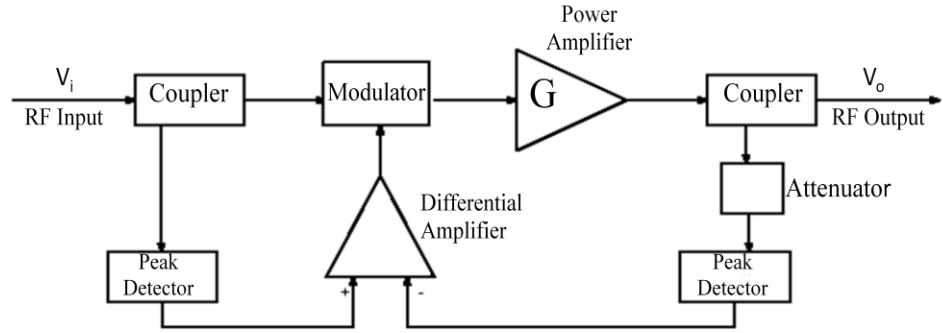 Power
Amplifier
Vi
Coupler
Modulator
G
Coupler
Vo
RF Input
RF Output
Attenuator
Differential
Amplifier
Peak
Detector
Peak
Detector
+
-